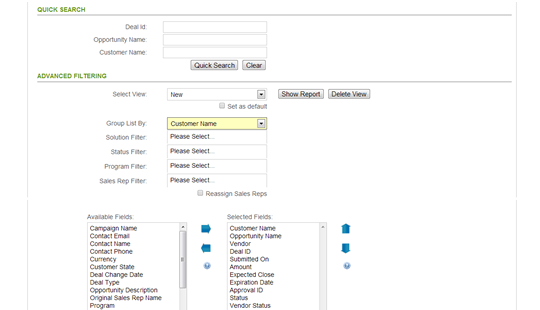 QUICK SEARCH
Deal Id:
Opportunity Name:
Customer Name:
Quick Search Clear
ADVANCED FILTERING
Select View: New Show Report Delete View
Set as default
Group List By: Customer Name
Solution Filter: Please Select...
Status Filter: Please Select...
Program Filter: Please Select...
Sales Rep Filter: Please Select...
Reassign Sales Reps
Available Fields:
Campaign Name
Contact Email
Contact Name
Contact Phone
Currency
Customer State
Deal Change Date
Deal Type
Opportunity Description
Original Sales Rep Name
Program
Selected Fields:
Customer Name
Opportunity Name
Vendor
Deal ID
Submitted On
Amount
Expected Close
Expiration Date
Approval ID
Status
Vendor Status